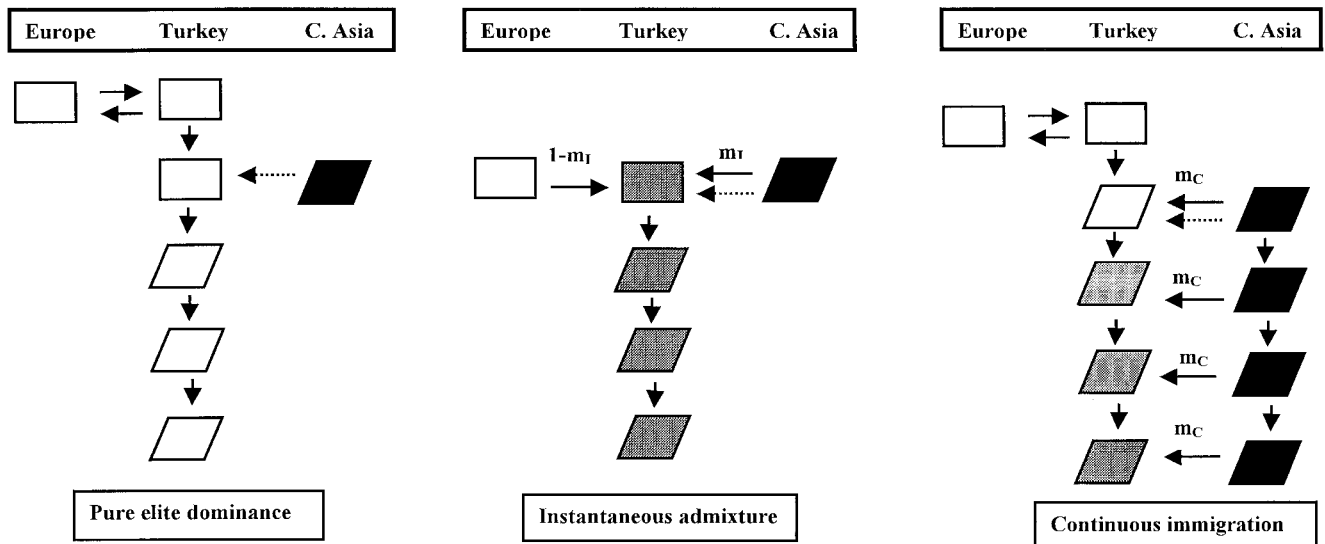 Europe Turkey C. Asia
Europe Turkey C. Asia
Europe Turkey C. Asia
1-mI
mI
mC
mC
mC
mC
Pure elite dominance
Instantaneous admixture
Continuous immigration